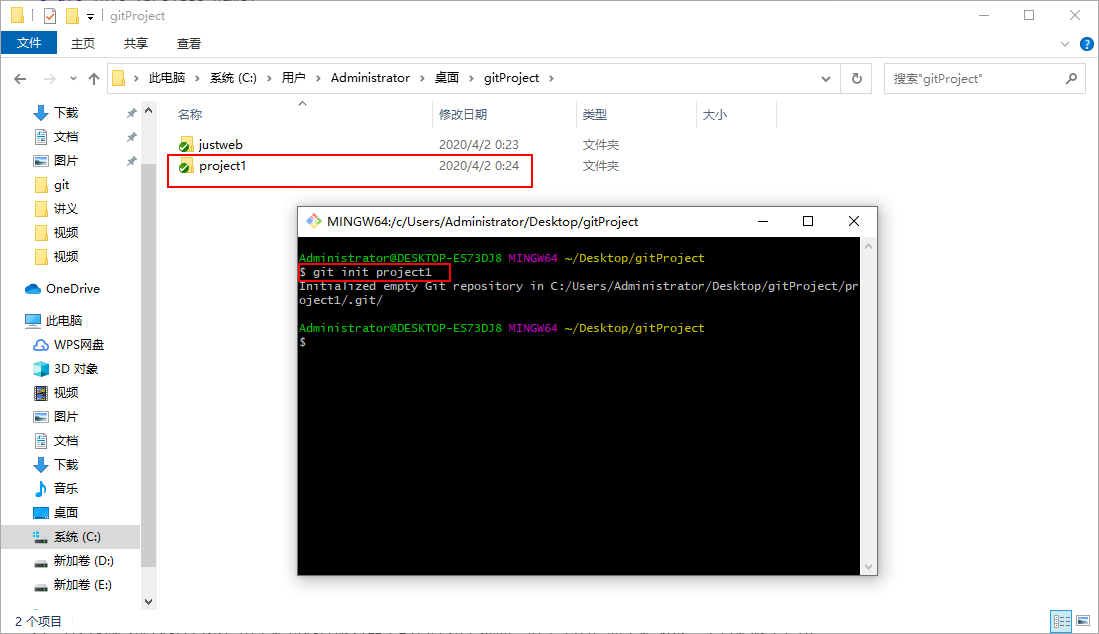 gitProject
文件 主页 共享 查看
此电脑 系统 (C:) 用户 Administrator 桌面 gitProject
搜索"gitProject"
名称 修改日期 类型 大小
justweb 2020/4/2 0:23 文件夹
project1 2020/4/2 0:24 文件夹
下载
文档
图片
git
讲义
视频
视频
OneDrive
此电脑
WPS网盘
3D 对象
视频
图片
文档
下载
音乐
桌面
系统 (C:)
新加卷 (D:)
新加卷 (E:)
2 个项目
MINGW64:/c/Users/Administrator/Desktop/gitProject
Administrator@DESKTOP-ES73DJ8 MINGW64 ~/Desktop/gitProject
$ git init project1
Initialized empty Git repository in C:/Users/Administrator/Desktop/gitProject/pr
oject1/.git/
Administrator@DESKTOP-ES73DJ8 MINGW64 ~/Desktop/gitProject
$